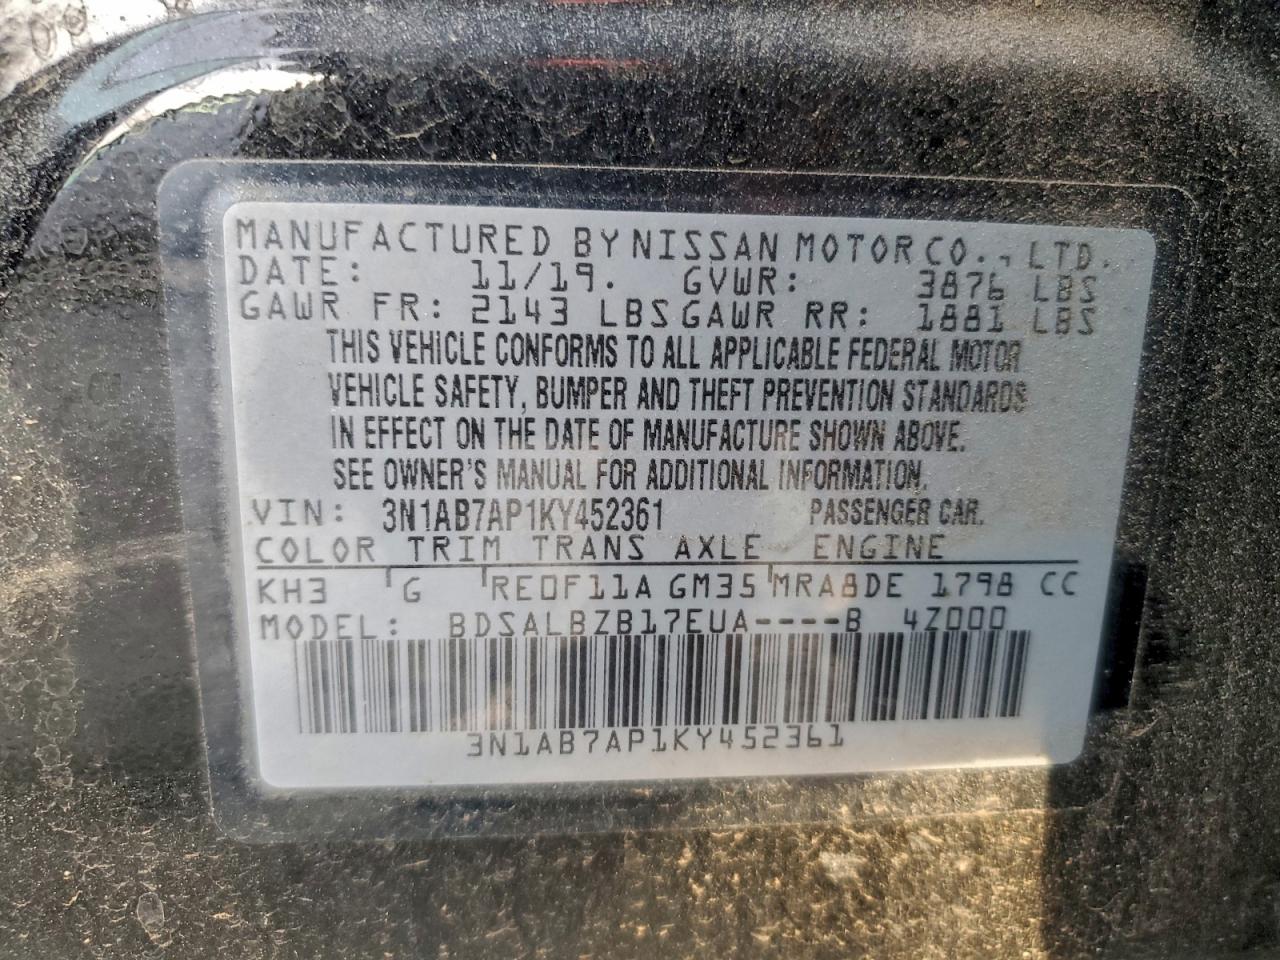 MANUFACTURED BY NISSAN MOTOR CO., LTD.
DATE: 11/19. GVWR: 3876 LBS
GAWR FR: 2143 LBS GAWR RR: 1881 LBS
THIS VEHICLE CONFORMS TO ALL APPLICABLE FEDERAL MOTOR
VEHICLE SAFETY, BUMPER AND THEFT PREVENTION STANDARDS
IN EFFECT ON THE DATE OF MANUFACTURE SHOWN ABOVE.
SEE OWNER'S MANUAL FOR ADDITIONAL INFORMATION.
VIN: 3N1AB7AP1KY452361 PASSENGER CAR.
COLOR TRIM TRANS AXLE ENGINE
KH3 G RE0F11A GM35 MRA8DE 1798 CC
MODEL: BDSALBZB17EUA----B 4Z000
3N1AB7AP1KY452361